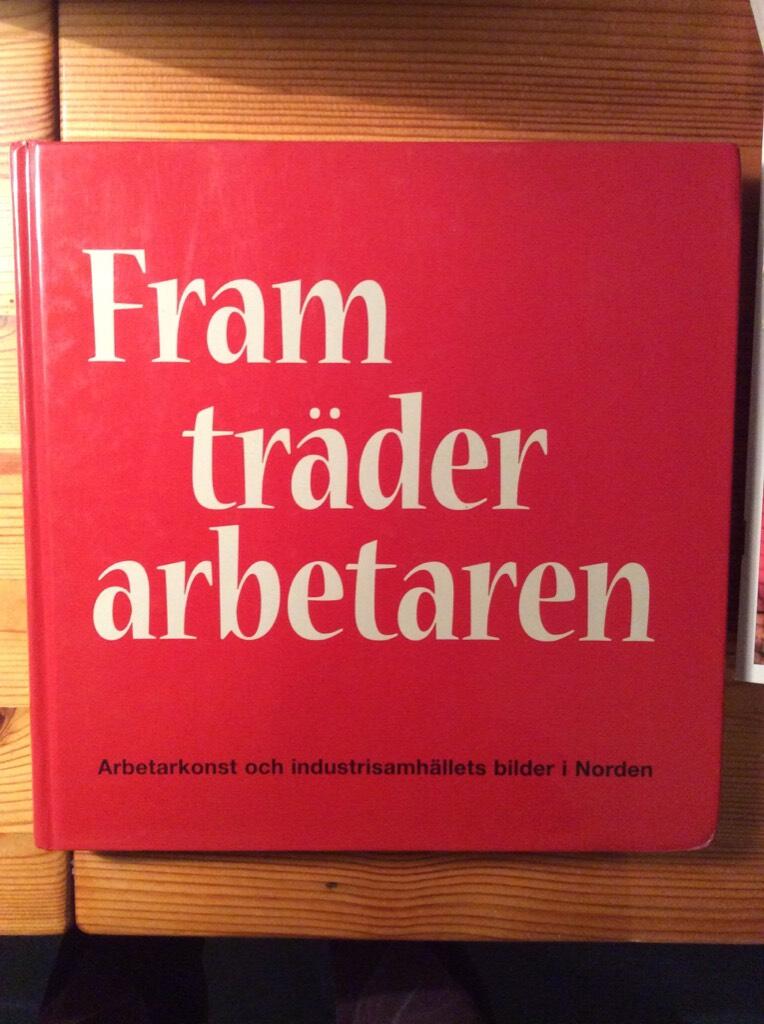 Fram
träder
arbetaren
Arbetarkonst och industrisamhällets bilder i Norden